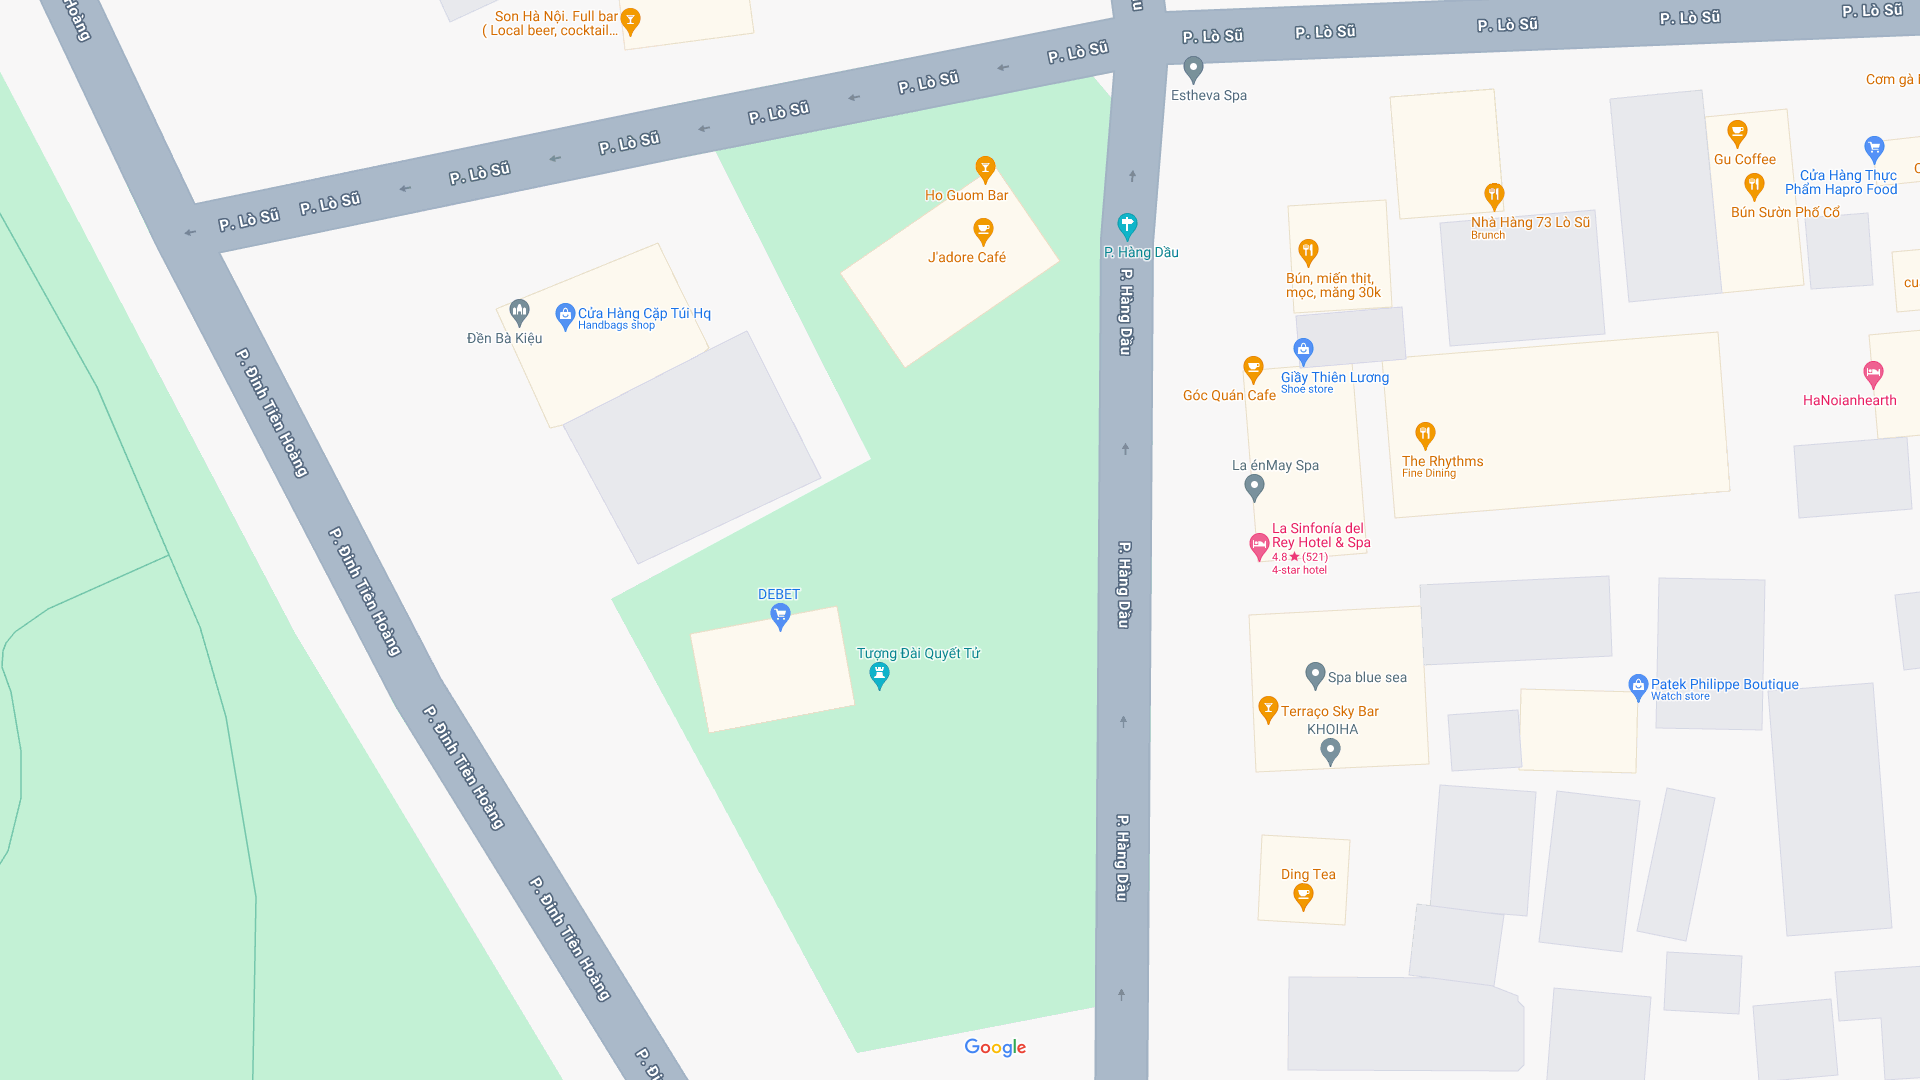 Hoàng
Son Hà Nội. Full bar
( Local beer, cocktail...
P. Lò Sũ
P. Lò Sũ
P. Lò Sũ
P. Lò Sũ
P. Lò Sũ
P. Lò Sũ
P. Lò Sũ
P. Lò Sũ
P. Lò Sũ
P. Lò Sũ
P. Lò Sũ
P. Lò Sũ
Estheva Spa
Cơm gà
Gu Coffee
Cửa Hàng Thực
Phẩm Hapro Food
Bún Sườn Phố Cổ
Nhà Hàng 73 Lò Sũ
Brunch
Ho Guom Bar
J'adore Café
P. Hàng Dầu
P. Hàng Dầu
Bún, miến thịt,
mọc, măng 30k
Đền Bà Kiệu
Cửa Hàng Cặp Túi Hq
Handbags shop
Giầy Thiên Lương
Shoe store
Góc Quán Cafe
HaNoianhearth
P. Đinh Tiên Hoàng
The Rhythms
Fine Dining
La énMay Spa
La Sinfonía del
Rey Hotel & Spa
4.8★(521)
4-star hotel
P. Hàng Dầu
P. Đinh Tiên Hoàng
DEBET
Tượng Đài Quyết Tử
Spa blue sea
Patek Philippe Boutique
Watch store
Terraço Sky Bar
KHOIHA
P. Đinh Tiên Hoàng
P. Hàng Dầu
Ding Tea
P. Đinh Tiên Hoàng
Google